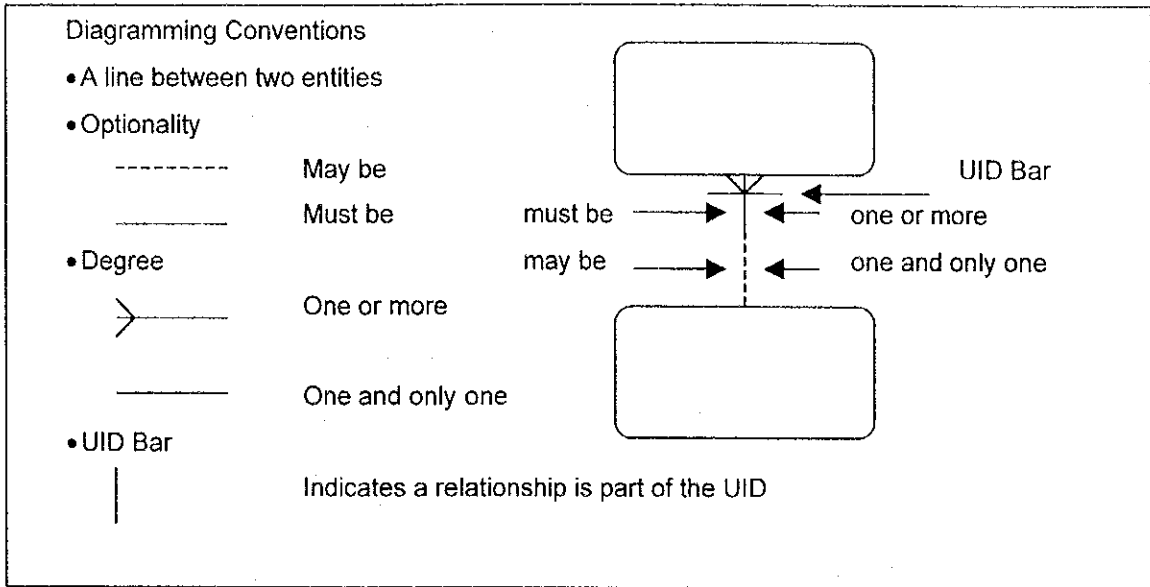 Diagramming Conventions
•A line between two entities
•Optionality
May be
Must be
•Degree
One or more
One and only one
•UID Bar
Indicates a relationship is part of the UID
UID Bar
must be
one or more
may be
one and only one